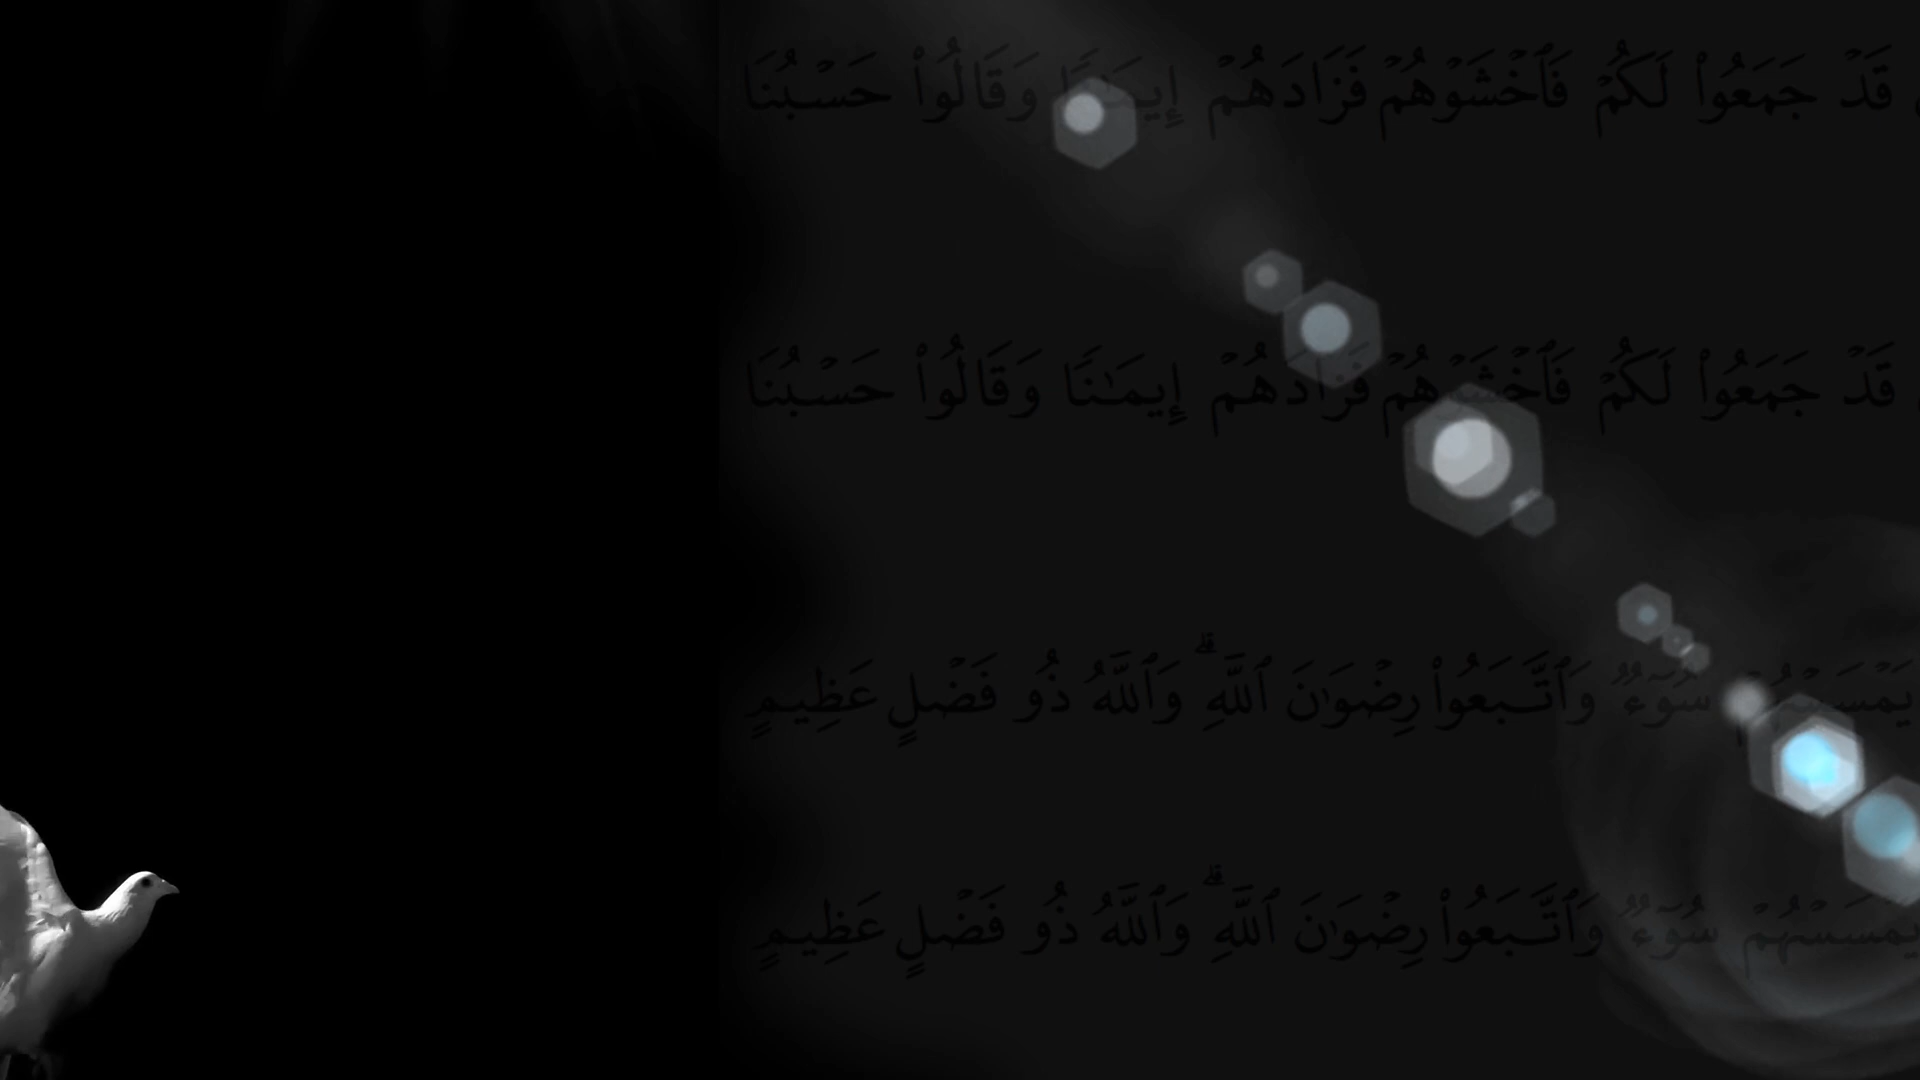 قَدْ جَمَعُوا۟ لَكُمْ فَٱخْشَوْهُمْ فَزَادَهُمْ إِيمَـٰنًا وَقَالُوا۟ حَسْبُنَا
قَدْ جَمَعُوا۟ لَكُمْ فَٱخْشَوْهُمْ فَزَادَهُمْ إِيمَـٰنًا وَقَالُوا۟ حَسْبُنَا
يَمْسَسْهُمْ سُوٓءٌ وَٱتَّبَعُوا۟ رِضْوَٰنَ ٱللَّهِ ۗ وَٱللَّهُ ذُو فَضْلٍ عَظِيمٍ
يَمْسَسْهُمْ سُوٓءٌ وَٱتَّبَعُوا۟ رِضْوَٰنَ ٱللَّهِ ۗ وَٱللَّهُ ذُو فَضْلٍ عَظِيمٍ